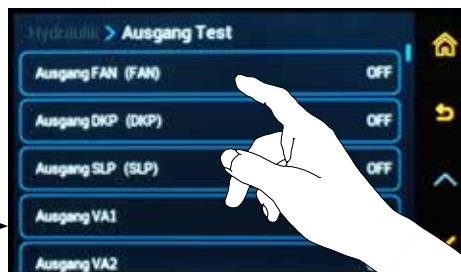 Hydraulik > Ausgang Test
Ausgang FAN (FAN) OFF
Ausgang DKP (DKP) OFF
Ausgang SLP (SLP) OFF
Ausgang VA1
Ausgang VA2